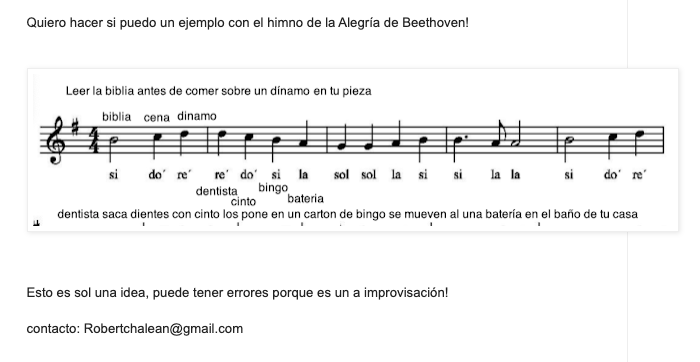 Quiero hacer si puedo un ejemplo con el himno de la Alegría de Beethoven!
Leer la biblia antes de comer sobre un dínamo en tu pieza
biblia cena dinamo
4
4
si do´ re´ re´ do´ si la sol sol la si si la la si do´ re´
dentista bingo
cinto bateria
dentista saca dientes con cinto los pone en un carton de bingo se mueven al una batería en el baño de tu casa
Esto es sol una idea, puede tener errores porque es un a improvisación!
contacto: Robertchalean@gmail.com